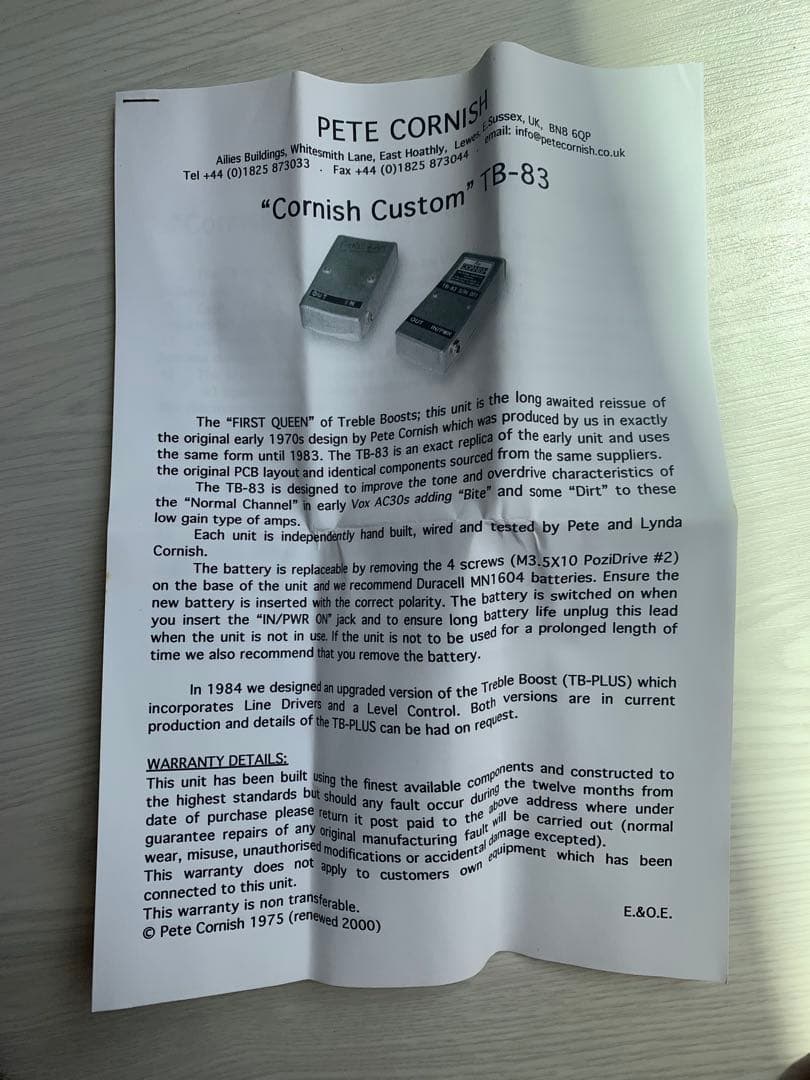 PETE CORNISH
Ailies Buildings, Whitesmith Lane, East Hoathly, Lewes, E.Sussex, UK, BN8 6QP
Tel +44 (0)1825 873033 . Fax +44 (0)1825 873044 . email: info@petecornish.co.uk
“Cornish Custom” TB-83
OUT IN
TB-83 S/N 001
OUT IN/PWR
The “FIRST QUEEN” of Treble Boosts; this unit is the long awaited reissue of
the original early 1970s design by Pete Cornish which was produced by us in exactly
the same form until 1983. The TB-83 is an exact replica of the early unit and uses
the original PCB layout and identical components sourced from the same suppliers.
The TB-83 is designed to improve the tone and overdrive characteristics of
the “Normal Channel” in early Vox AC30s adding “Bite” and some “Dirt” to these
low gain type of amps.
Each unit is independently hand built, wired and tested by Pete and Lynda
Cornish.
The battery is replaceable by removing the 4 screws (M3.5X10 PoziDrive #2)
on the base of the unit and we recommend Duracell MN1604 batteries. Ensure the
new battery is inserted with the correct polarity. The battery is switched on when
you insert the “IN/PWR ON” jack and to ensure long battery life unplug this lead
when the unit is not in use. If the unit is not to be used for a prolonged length of
time we also recommend that you remove the battery.
In 1984 we designed an upgraded version of the Treble Boost (TB-PLUS) which
incorporates Line Drivers and a Level Control. Both versions are in current
production and details of the TB-PLUS can be had on request.
WARRANTY DETAILS:
This unit has been built using the finest available components and constructed to
the highest standards but should any fault occur during the twelve months from
date of purchase please return it post paid to the above address where under
guarantee repairs of any original manufacturing fault will be carried out (normal
wear, misuse, unauthorised modifications or accidental damage excepted).
This warranty does not apply to customers own equipment which has been
connected to this unit.
This warranty is non transferable.
© Pete Cornish 1975 (renewed 2000)
E.&O.E.